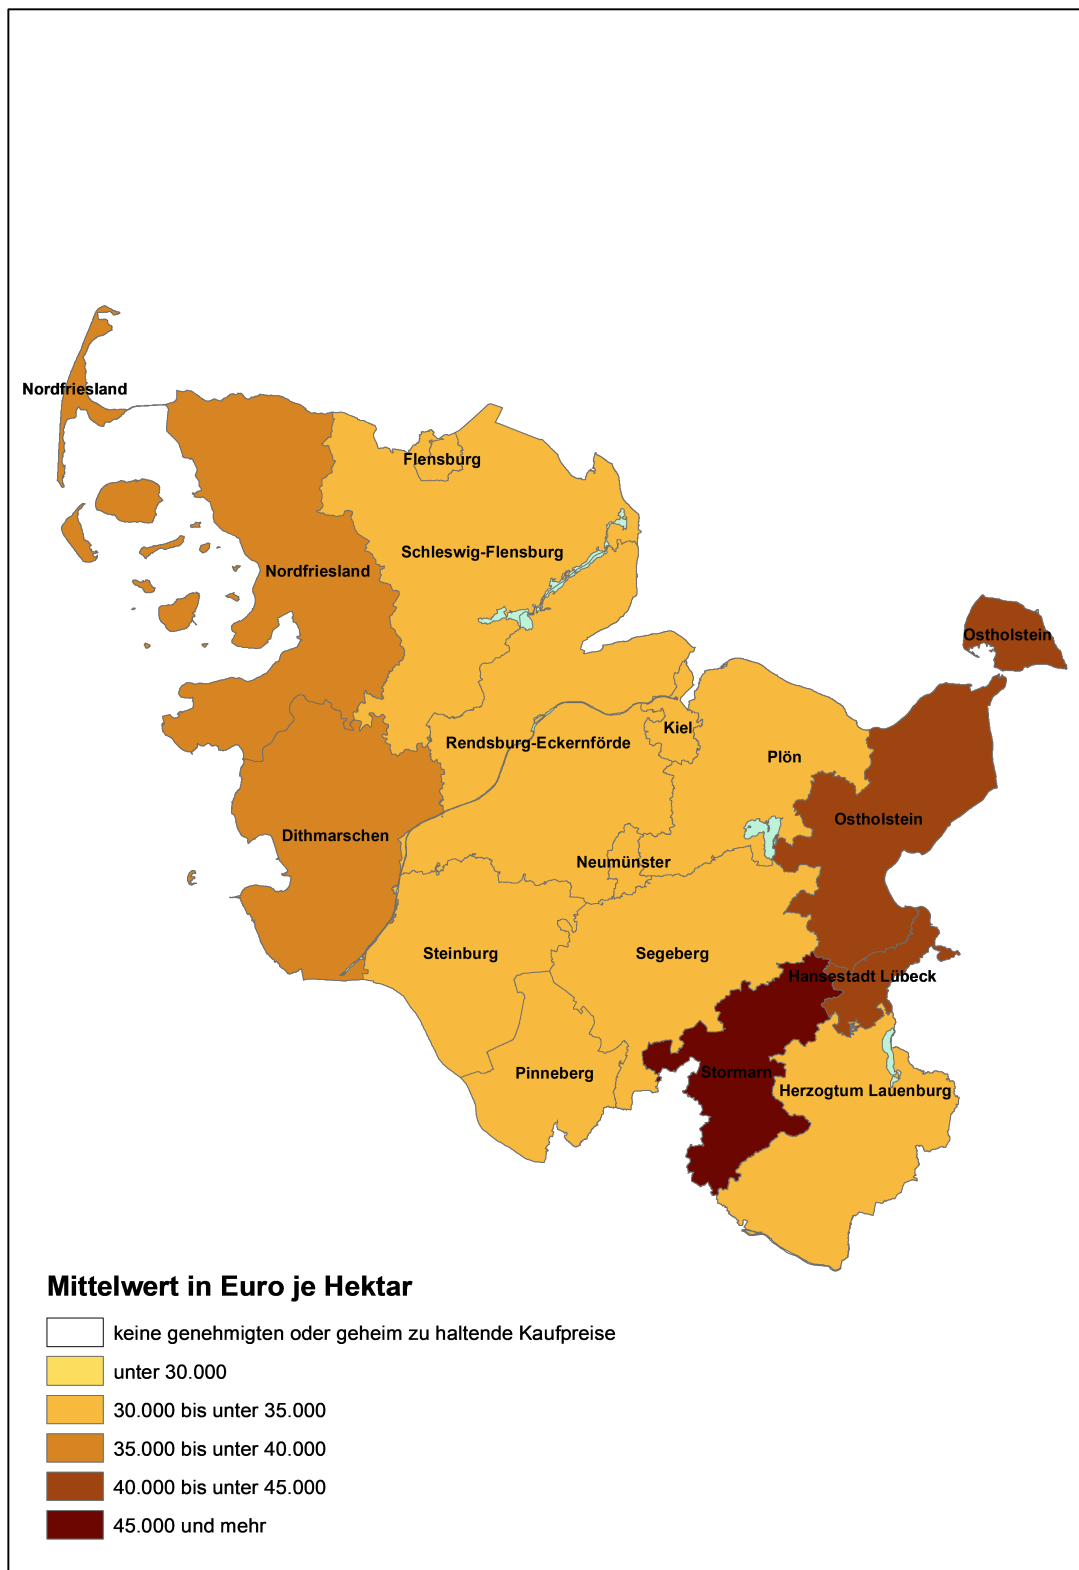 Nordfriesland
Flensburg
Schleswig-Flensburg
Nordfriesland
Ostholstein
Kiel
Rendsburg-Eckernförde
Plön
Ostholstein
Dithmarschen
Neumünster
Steinburg
Segeberg
Hansestadt Lübeck
Stormarn
Pinneberg
Herzogtum Lauenburg
Mittelwert in Euro je Hektar
keine genehmigten oder geheim zu haltende Kaufpreise
unter 30.000
30.000 bis unter 35.000
35.000 bis unter 40.000
40.000 bis unter 45.000
45.000 und mehr